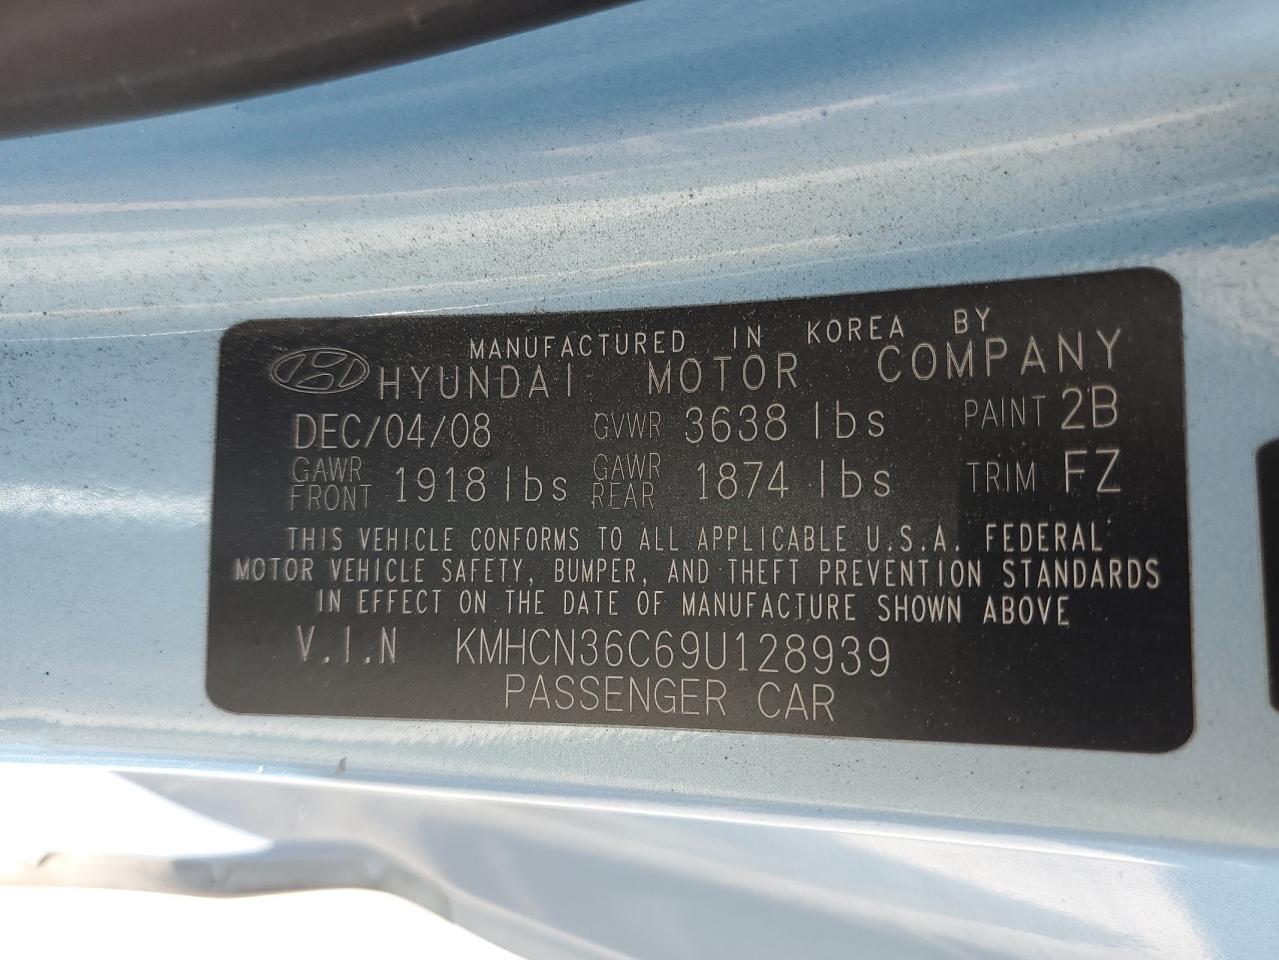 MANUFACTURED IN KOREA BY
HYUNDAI MOTOR COMPANY
DEC/04/08 GVWR 3638 lbs PAINT 2B
GAWR FRONT 1918 lbs GAWR REAR 1874 lbs TRIM FZ
THIS VEHICLE CONFORMS TO ALL APPLICABLE U.S.A. FEDERAL
MOTOR VEHICLE SAFETY, BUMPER, AND THEFT PREVENTION STANDARDS
IN EFFECT ON THE DATE OF MANUFACTURE SHOWN ABOVE
V.I.N KMHCN36C69U128939
PASSENGER CAR